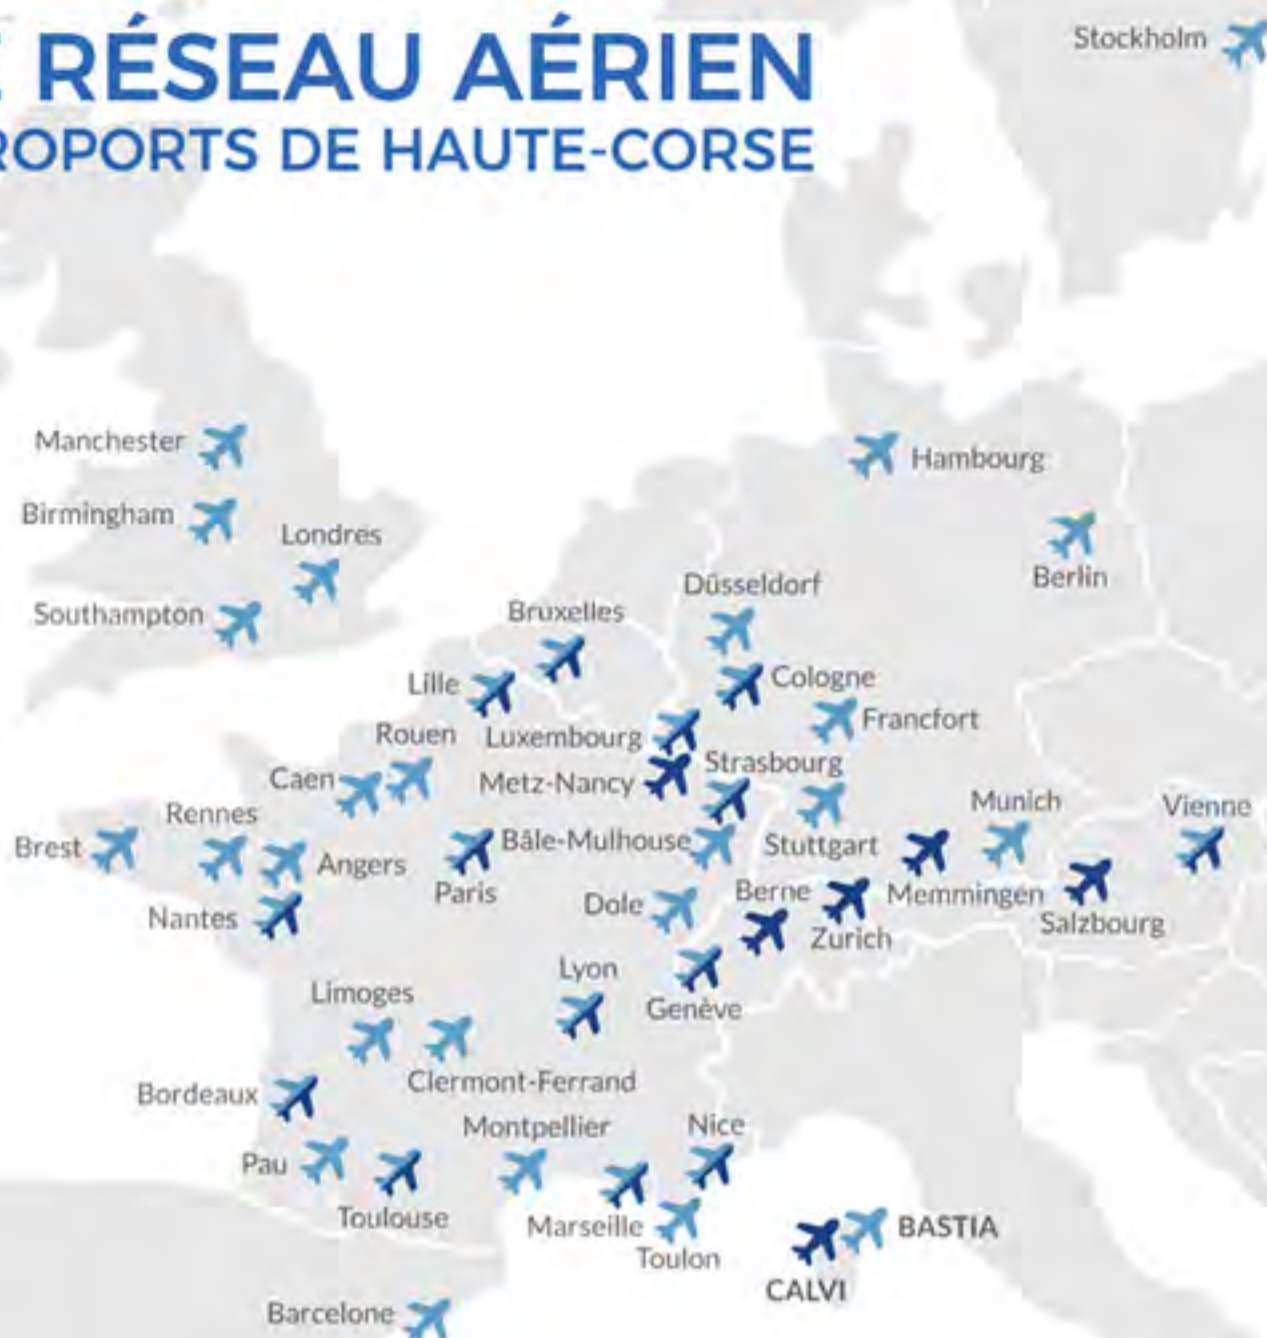 E RÉSEAU AÉRIEN
ROPORTS DE HAUTE-CORSE
Stockholm
Manchester
Hambourg
Birmingham
Londres
Berlin
Düsseldorf
Southampton
Bruxelles
Lille
Cologne
Francfort
Rouen
Luxembourg
Strasbourg
Caen
Metz-Nancy
Munich
Vienne
Rennes
Brest
Bâle-Mulhouse
Stuttgart
Angers
Paris
Berne
Memmingen
Dole
Nantes
Salzbourg
Zurich
Lyon
Limoges
Genève
Clermont-Ferrand
Bordeaux
Montpellier
Nice
Pau
Toulouse
Marseille
BASTIA
Toulon
CALVI
Barcelone